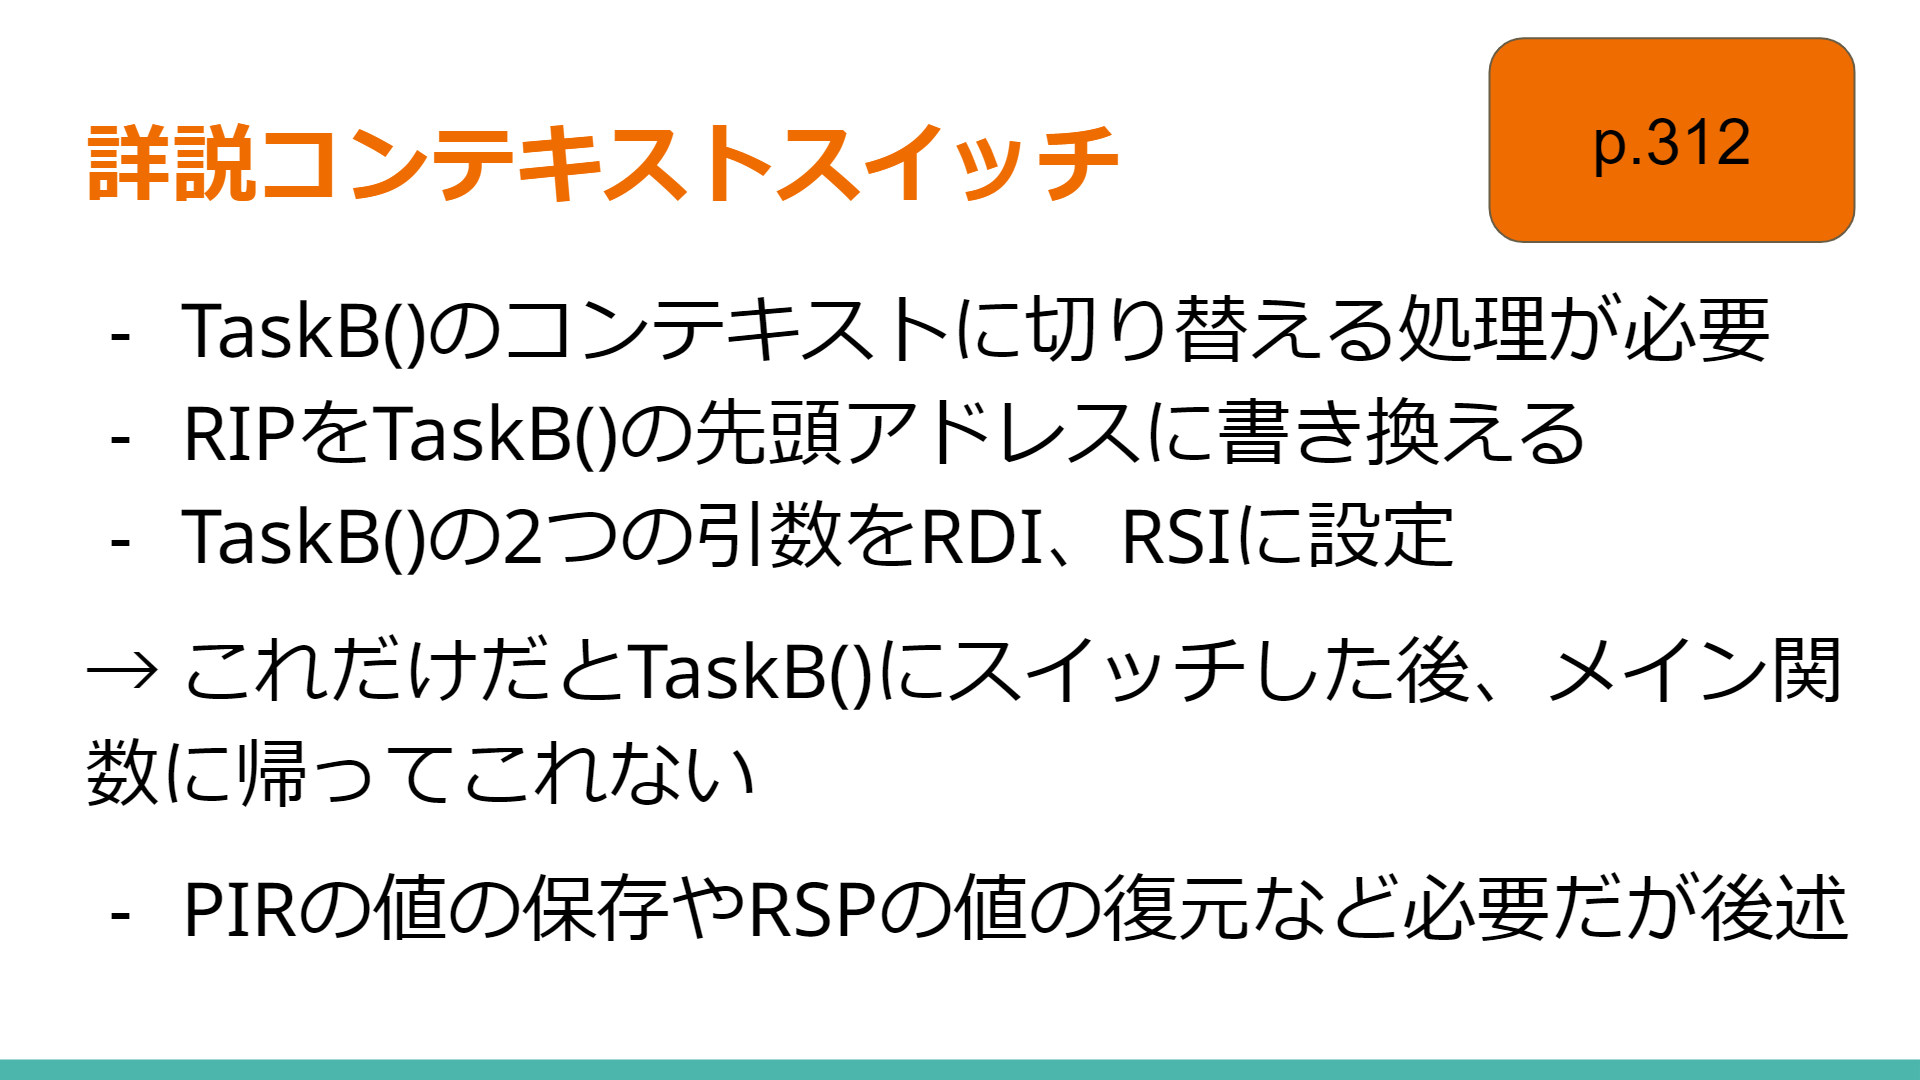 詳説コンテキストスイッチ
p.312
- TaskB()のコンテキストに切り替える処理が必要
- RIPをTaskB()の先頭アドレスに書き換える
- TaskB()の2つの引数をRDI、RSIに設定
→ これだけだとTaskB()にスイッチした後、メイン関
数に帰ってこれない
- PIRの値の保存やRSPの値の復元など必要だが後述